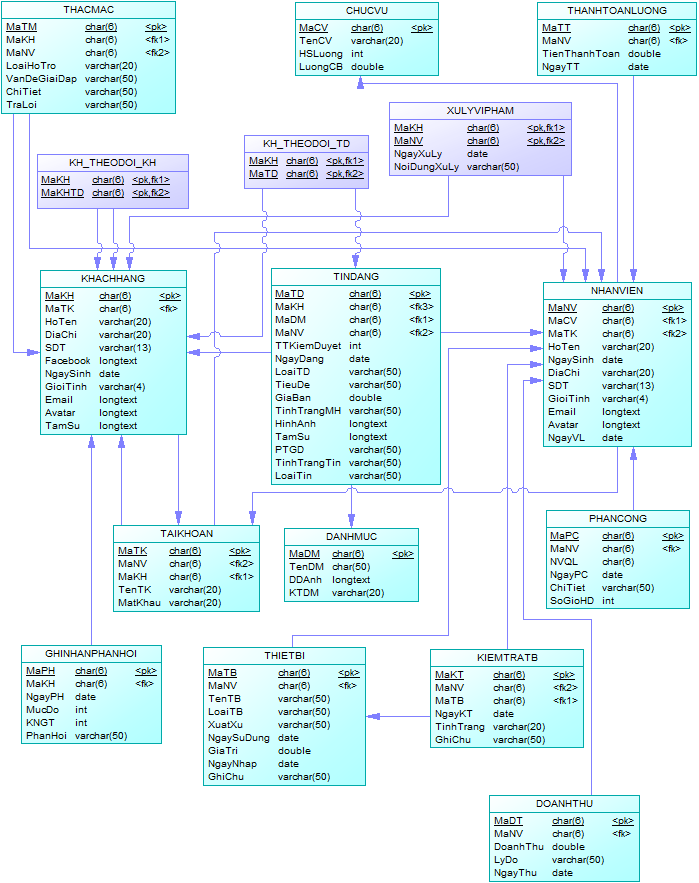 THACMAC
MaTM char(6) <pk>
MaKH char(6) <fk1>
MaNV char(6) <fk2>
LoaiHoTro varchar(20)
VanDeGiaiDap varchar(50)
ChiTiet varchar(50)
TraLoi varchar(50)
CHUCVU
MaCV char(6) <pk>
TenCV varchar(20)
HSLuong int
LuongCB double
THANHTOANLUONG
MaTT char(6) <pk>
MaNV char(6) <fk>
TienThanhToan double
NgayTT date
XULYVIPHAM
MaKH char(6) <pk,fk1>
MaNV char(6) <pk,fk2>
NgayXuLy date
NoiDungXuLy varchar(50)
KH_THEODOI_KH
MaKH char(6) <pk,fk1>
MaKHTD char(6) <pk,fk2>
KH_THEODOI_TD
MaKH char(6) <pk,fk1>
MaTD char(6) <pk,fk2>
KHACHHANG
MaKH char(6) <pk>
MaTK char(6) <fk>
HoTen varchar(20)
DiaChi varchar(20)
SDT varchar(13)
Facebook longtext
NgaySinh date
GioiTinh varchar(4)
Email longtext
Avatar longtext
TamSu longtext
TINDANG
MaTD char(6) <pk>
MaKH char(6) <fk3>
MaDM char(6) <fk1>
MaNV char(6) <fk2>
TTKiemDuyet int
NgayDang date
LoaiTD varchar(50)
TieuDe varchar(50)
GiaBan double
TinhTrangMH varchar(50)
HinhAnh longtext
TamSu longtext
PTGD varchar(50)
TinhTrangTin varchar(50)
LoaiTin varchar(50)
NHANVIEN
MaNV char(6) <pk>
MaCV char(6) <fk1>
MaTK char(6) <fk2>
HoTen varchar(20)
NgaySinh date
DiaChi varchar(20)
SDT varchar(13)
GioiTinh varchar(4)
Email longtext
Avatar longtext
NgayVL date
TAIKHOAN
MaTK char(6) <pk>
MaNV char(6) <fk2>
MaKH char(6) <fk1>
TenTK varchar(20)
MatKhau varchar(20)
DANHMUC
MaDM char(6) <pk>
TenDM char(50)
DDAnh longtext
KTDM varchar(20)
PHANCONG
MaPC char(6) <pk>
MaNV char(6) <fk>
NVQL char(6)
NgayPC date
ChiTiet varchar(50)
SoGioHD int
GHINHANPHANHOI
MaPH char(6) <pk>
MaKH char(6) <fk>
NgayPH date
MucDo int
KNGT int
PhanHoi varchar(50)
THIETBI
MaTB char(6) <pk>
MaNV char(6) <fk>
TenTB varchar(50)
LoaiTB varchar(50)
XuatXu varchar(50)
NgaySuDung date
GiaTri double
NgayNhap date
GhiChu varchar(50)
KIEMTRATB
MaKT char(6) <pk>
MaNV char(6) <fk2>
MaTB char(6) <fk1>
NgayKT date
TinhTrang varchar(20)
GhiChu varchar(50)
DOANHTHU
MaDT char(6) <pk>
MaNV char(6) <fk>
DoanhThu double
LyDo varchar(50)
NgayThu date